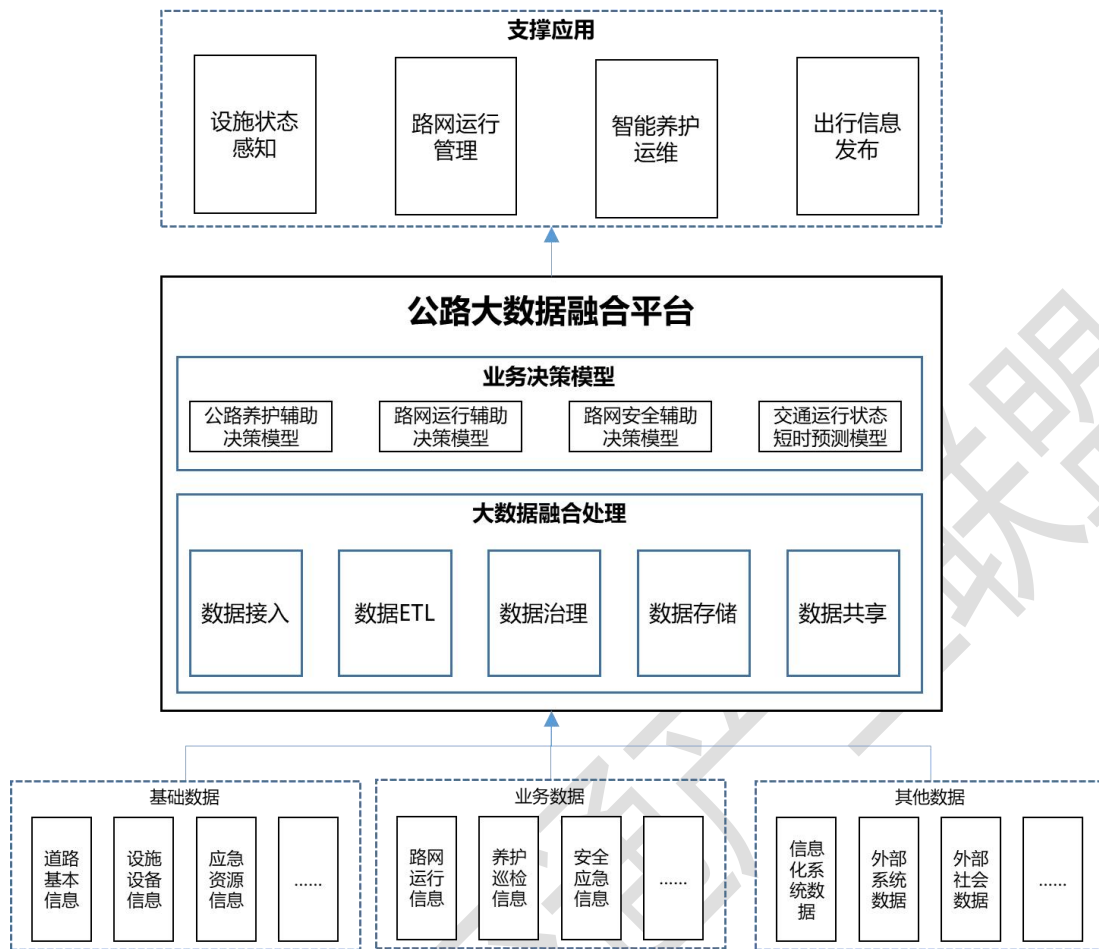 支撑应用
设施状态
感知
路网运行
管理
智能养护
运维
出行信息
发布
公路大数据融合平台
业务决策模型
公路养护辅助
决策模型
路网运行辅助
决策模型
路网安全辅助
决策模型
交通运行状态
短时预测模型
大数据融合处理
数据接入
数据ETL
数据治理
数据存储
数据共享
基础数据
道路
基本
信息
设施
设备
信息
应急
资源
信息
......
业务数据
路网
运行
信息
养护
巡检
信息
安全
应急
信息
......
其他数据
信息
化系
统数
据
外部
系统
数据
外部
社会
数据
......